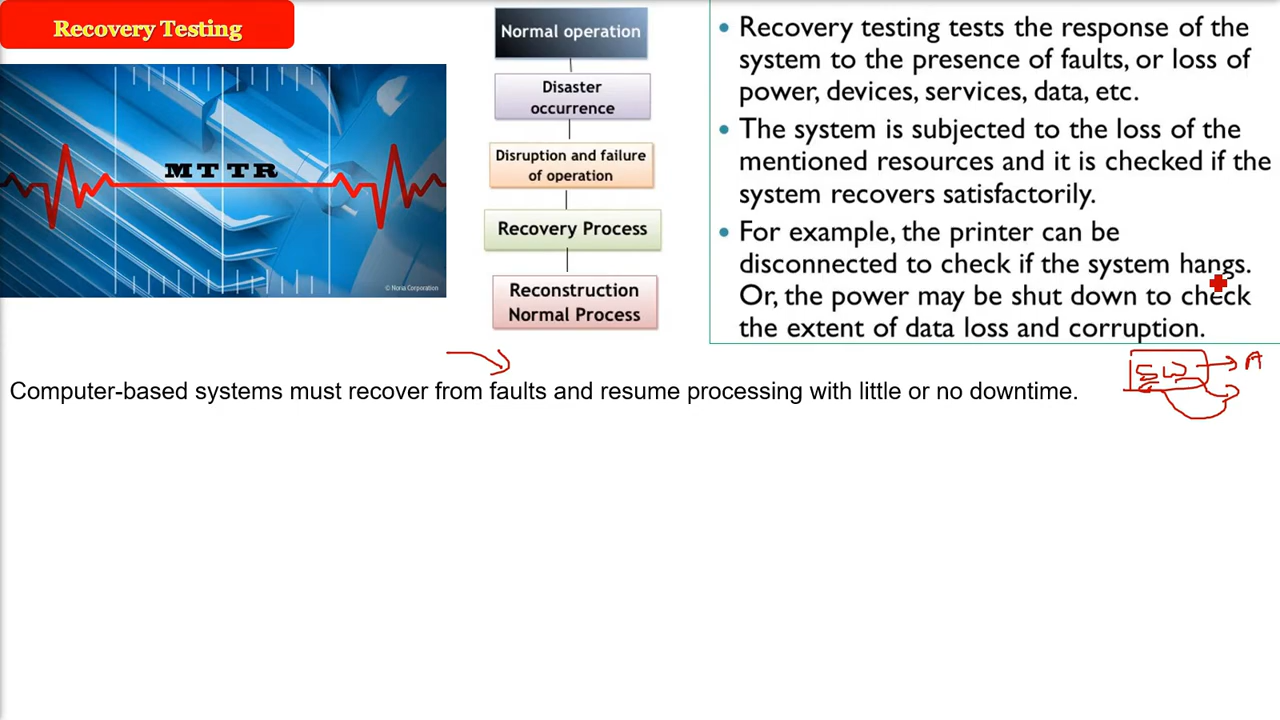 Recovery Testing
MTTR
© Noria Corporation
Normal operation
Disaster
occurrence
Disruption and failure
of operation
Recovery Process
Reconstruction
Normal Process
• Recovery testing tests the response of the
system to the presence of faults, or loss of
power, devices, services, data, etc.
• The system is subjected to the loss of the
mentioned resources and it is checked if the
system recovers satisfactorily.
• For example, the printer can be
disconnected to check if the system hangs.
Or, the power may be shut down to check
the extent of data loss and corruption.
A
Computer-based systems must recover from faults and resume processing with little or no downtime.